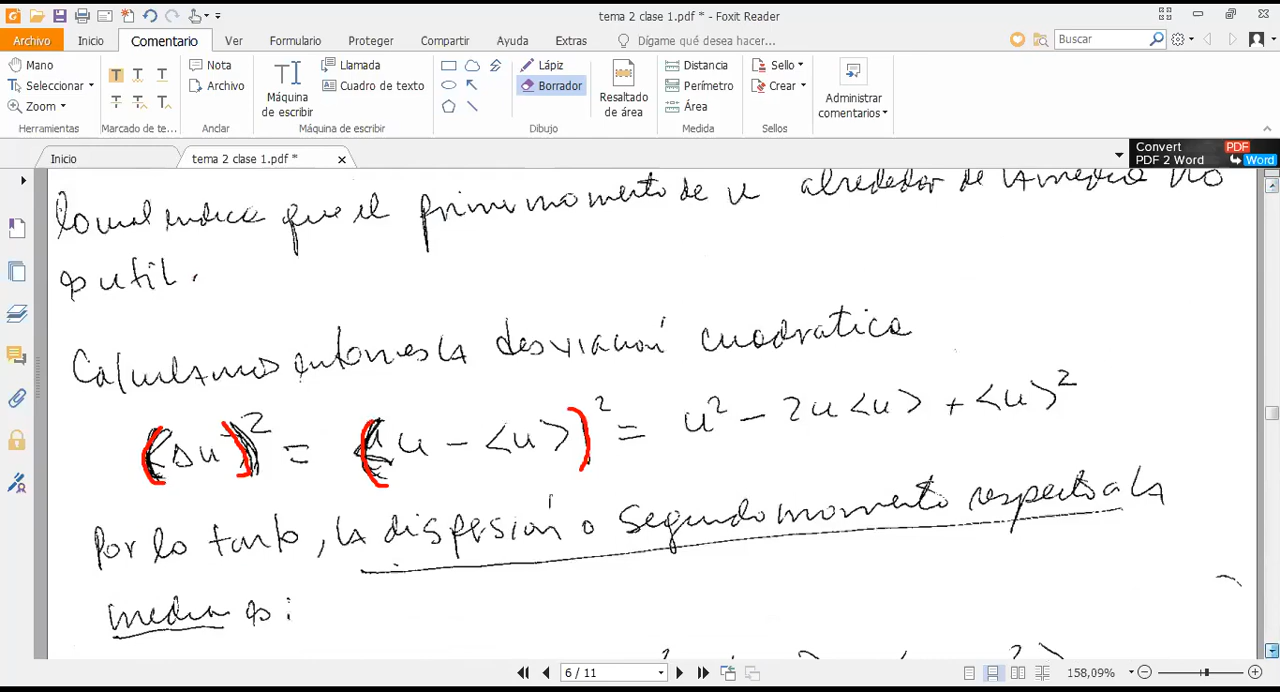 tema 2 clase 1.pdf * - Foxit Reader
Archivo Inicio Comentario Ver Formulario Proteger Compartir Ayuda Extras Dígame qué desea hacer... Buscar
Mano
Seleccionar
Zoom
Herramientas
Marcado de te...
Nota
Archivo
Anclar
Máquina de escribir
Llamada
Cuadro de texto
Máquina de escribir
Lápiz
Borrador
Dibujo
Resaltado de área
Distancia
Perímetro
Área
Medida
Sello
Crear
Sellos
Administrar comentarios
Inicio
tema 2 clase 1.pdf *
Convert PDF
PDF 2 Word Word
lo cual indica que el primer momento de u alrededor de la media no
es util.
Calculamos entonces la desviación cuadratica
(Δu)² = (u - <u>)² = u² - 2u<u> + <u>²
Por lo tanto, la dispersión o segundo momento respecto a la
media es:
6 / 11
158,09%